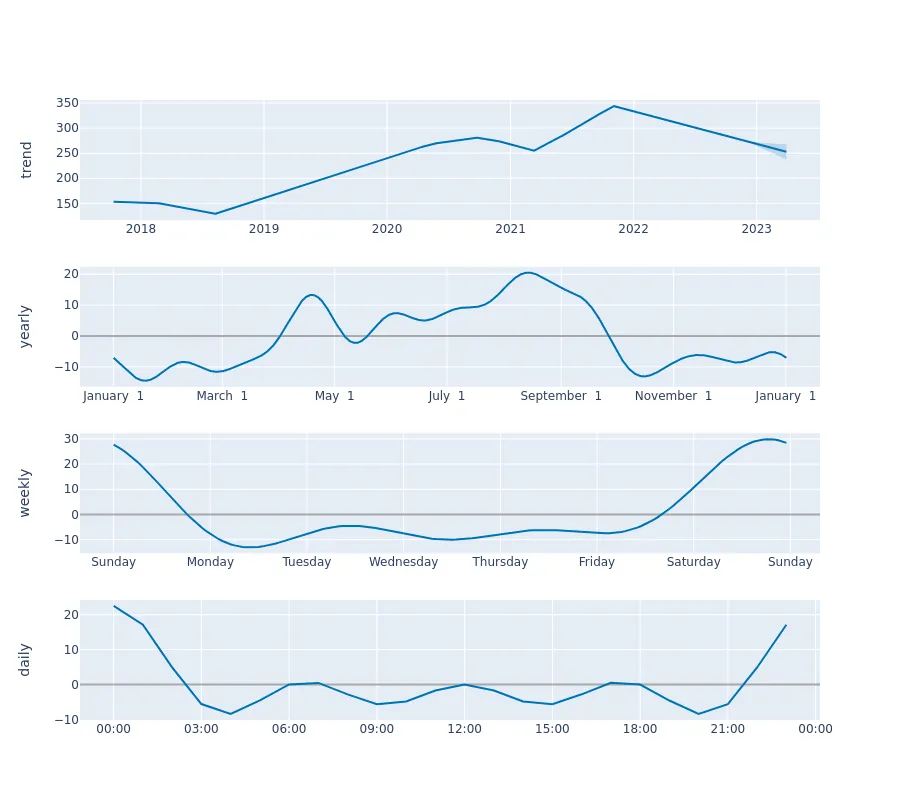 trend
350
300
250
200
150
2018 2019 2020 2021 2022 2023
yearly
20
10
0
−10
January 1 March 1 May 1 July 1 September 1 November 1 January 1
weekly
30
20
10
0
−10
Sunday Monday Tuesday Wednesday Thursday Friday Saturday Sunday
daily
20
10
0
−10
00:00 03:00 06:00 09:00 12:00 15:00 18:00 21:00 00:00